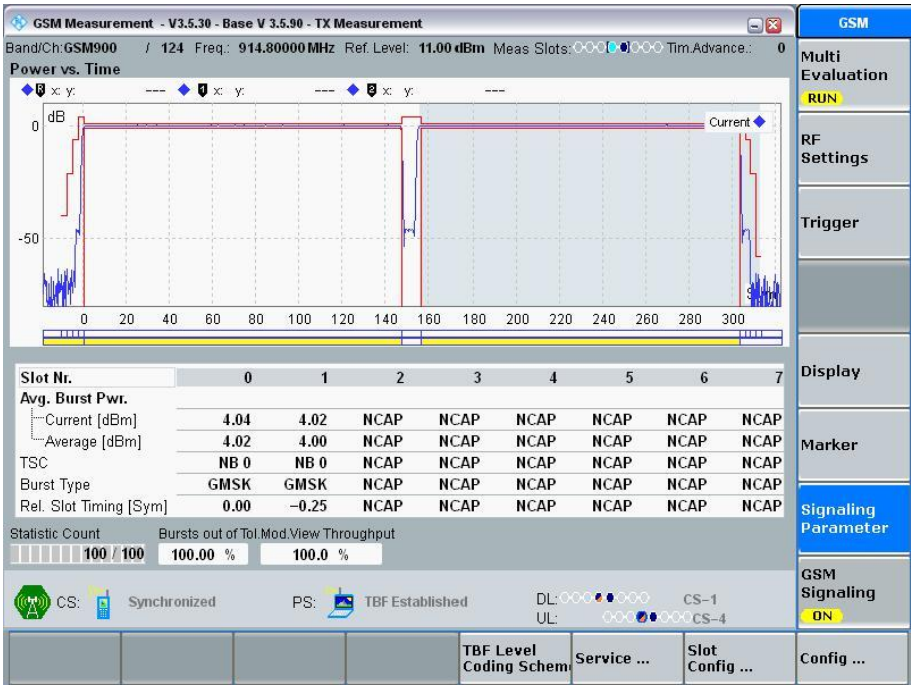 GSM Measurement - V3.5.30 - Base V 3.5.90 - TX Measurement
GSM
Band/Ch: GSM900 / 124 Freq.: 914.80000 MHz Ref. Level: 11.00 dBm Meas Slots: Tim.Advance.: 0
Power vs. Time
R x: y: --- 1 x: y: --- 2 x: y: ---
dB
Current
0
-50
0 20 40 60 80 100 120 140 160 180 200 220 240 260 280 300
Slot Nr. 0 1 2 3 4 5 6 7
Avg. Burst Pwr.
Current [dBm] 4.04 4.02 NCAP NCAP NCAP NCAP NCAP NCAP
Average [dBm] 4.02 4.00 NCAP NCAP NCAP NCAP NCAP NCAP
TSC NB 0 NB 0 NCAP NCAP NCAP NCAP NCAP NCAP
Burst Type GMSK GMSK NCAP NCAP NCAP NCAP NCAP NCAP
Rel. Slot Timing [Sym] 0.00 -0.25 NCAP NCAP NCAP NCAP NCAP NCAP
Statistic Count Bursts out of Tol. Mod.View Throughput
100 / 100 100.00 % 100.0 %
CS: Synchronized PS: TBF Established DL: CS-1
UL: CS-4
Multi
Evaluation
RUN
RF
Settings
Trigger
Display
Marker
Signaling
Parameter
GSM
Signaling
ON
TBF Level
Coding Schem
Service ...
Slot
Config ...
Config ...